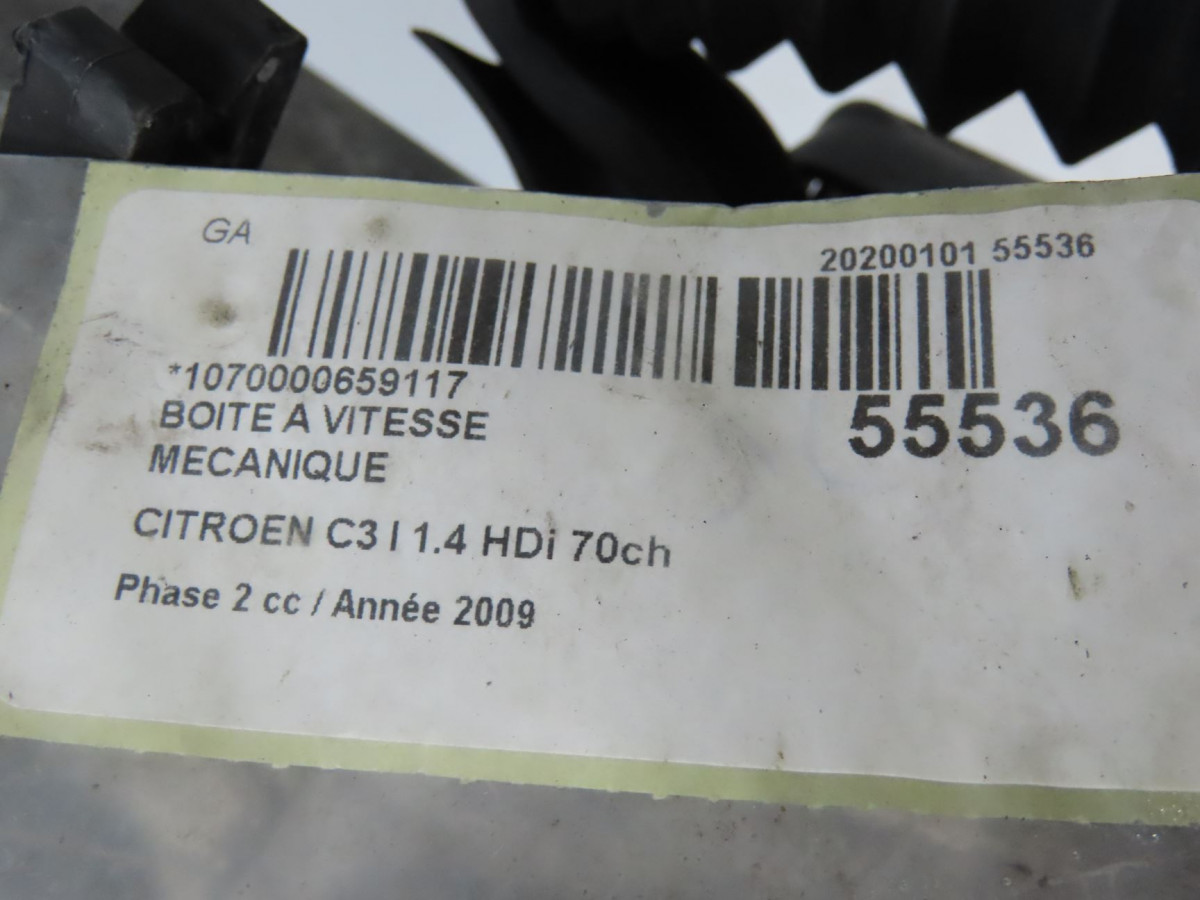 GA
20200101 55536
*1070000659117
BOITE A VITESSE
55536
MECANIQUE
CITROEN C3 I 1.4 HDi 70ch
Phase 2 cc / Année 2009